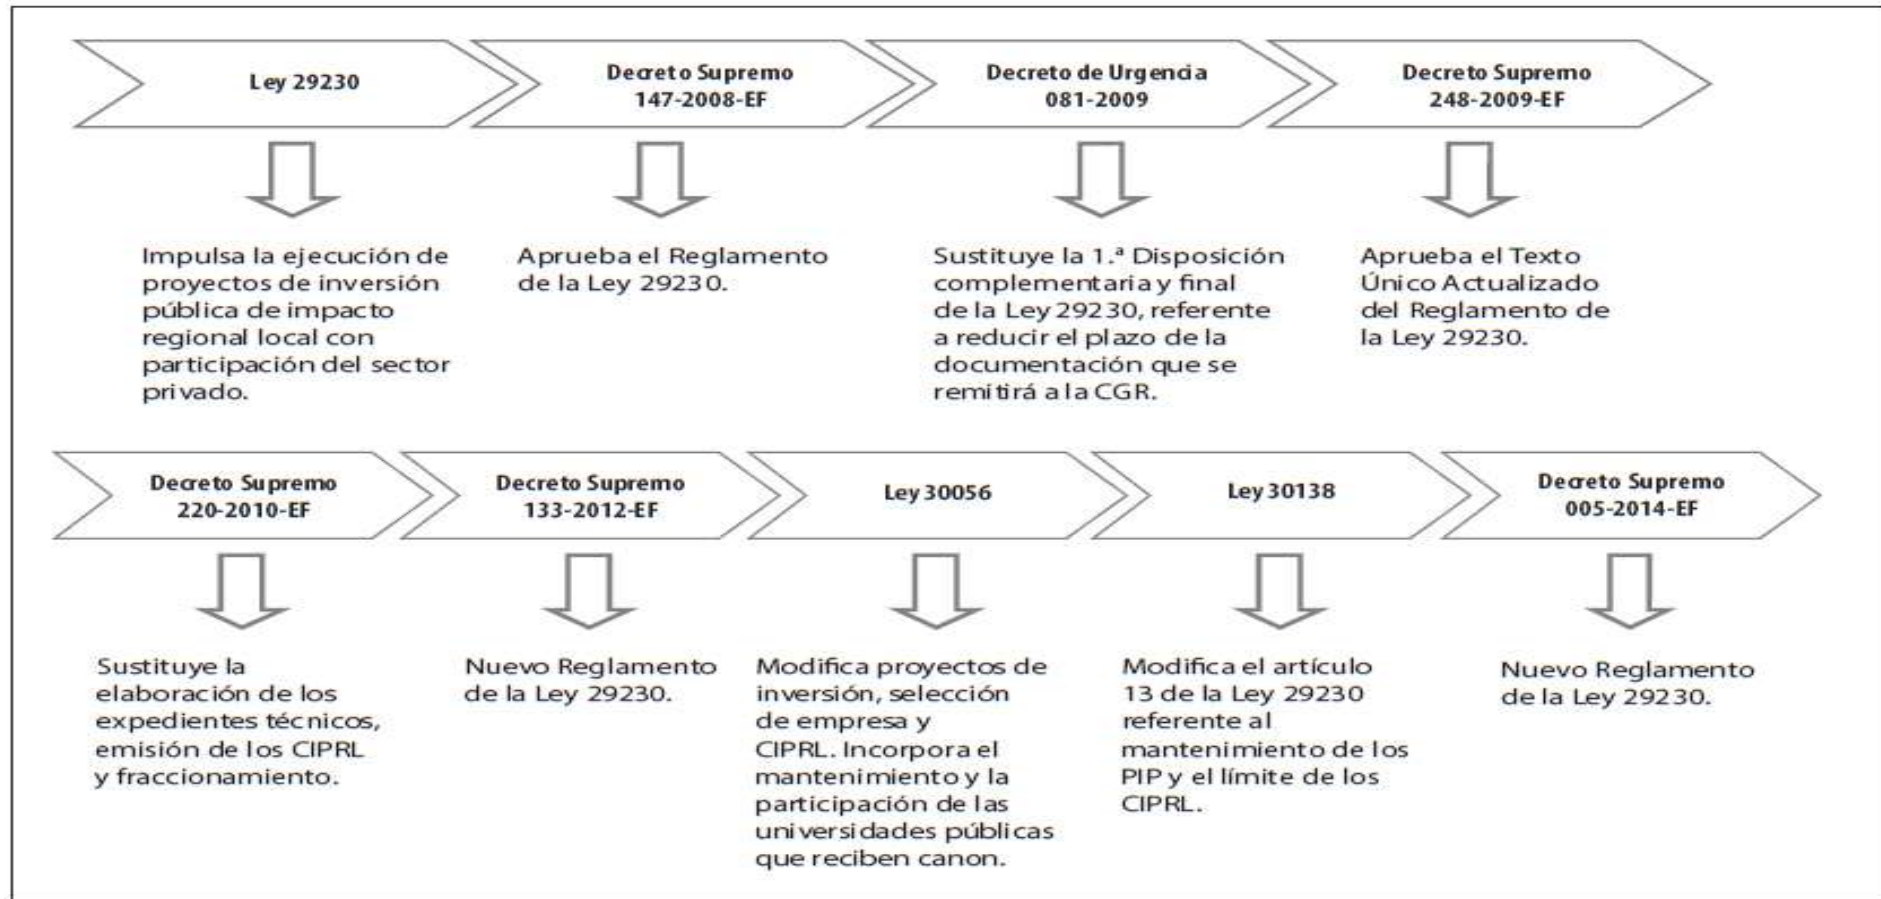 Ley 29230
Decreto Supremo
147-2008-EF
Decreto de Urgencia
081-2009
Decreto Supremo
248-2009-EF
Impulsa la ejecución de
proyectos de inversión
pública de impacto
regional local con
participación del sector
privado.
Aprueba el Reglamento
de la Ley 29230.
Sustituye la 1.ª Disposición
complementaria y final
de la Ley 29230, referente
a reducir el plazo de la
documentación que se
remitirá a la CGR.
Aprueba el Texto
Único Actualizado
del Reglamento de
la Ley 29230.
Decreto Supremo
220-2010-EF
Decreto Supremo
133-2012-EF
Ley 30056
Ley 30138
Decreto Supremo
005-2014-EF
Sustituye la
elaboración de los
expedientes técnicos,
emisión de los CIPRL
y fraccionamiento.
Nuevo Reglamento
de la Ley 29230.
Modifica proyectos de
inversión, selección
de empresa y
CIPRL. Incorpora el
mantenimiento y la
participación de las
universidades públicas
que reciben canon.
Modifica el artículo
13 de la Ley 29230
referente al
mantenimiento de los
PIP y el límite de los
CIPRL.
Nuevo Reglamento
de la Ley 29230.